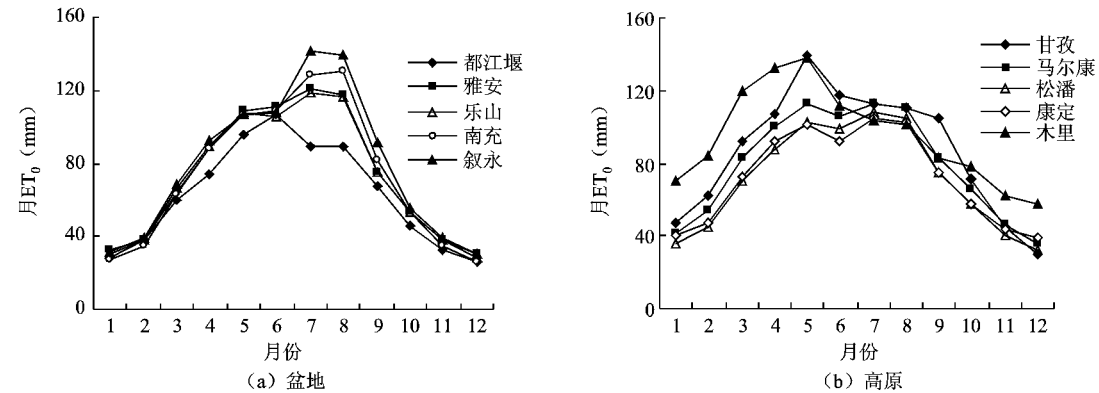 160
120
80
40
0
月ET0（mm）
1 2 3 4 5 6 7 8 9 10 11 12
月份
都江堰
雅安
乐山
南充
叙永
（a）盆地
160
120
80
40
0
月ET0（mm）
1 2 3 4 5 6 7 8 9 10 11 12
月份
甘孜
马尔康
松潘
康定
木里
（b）高原